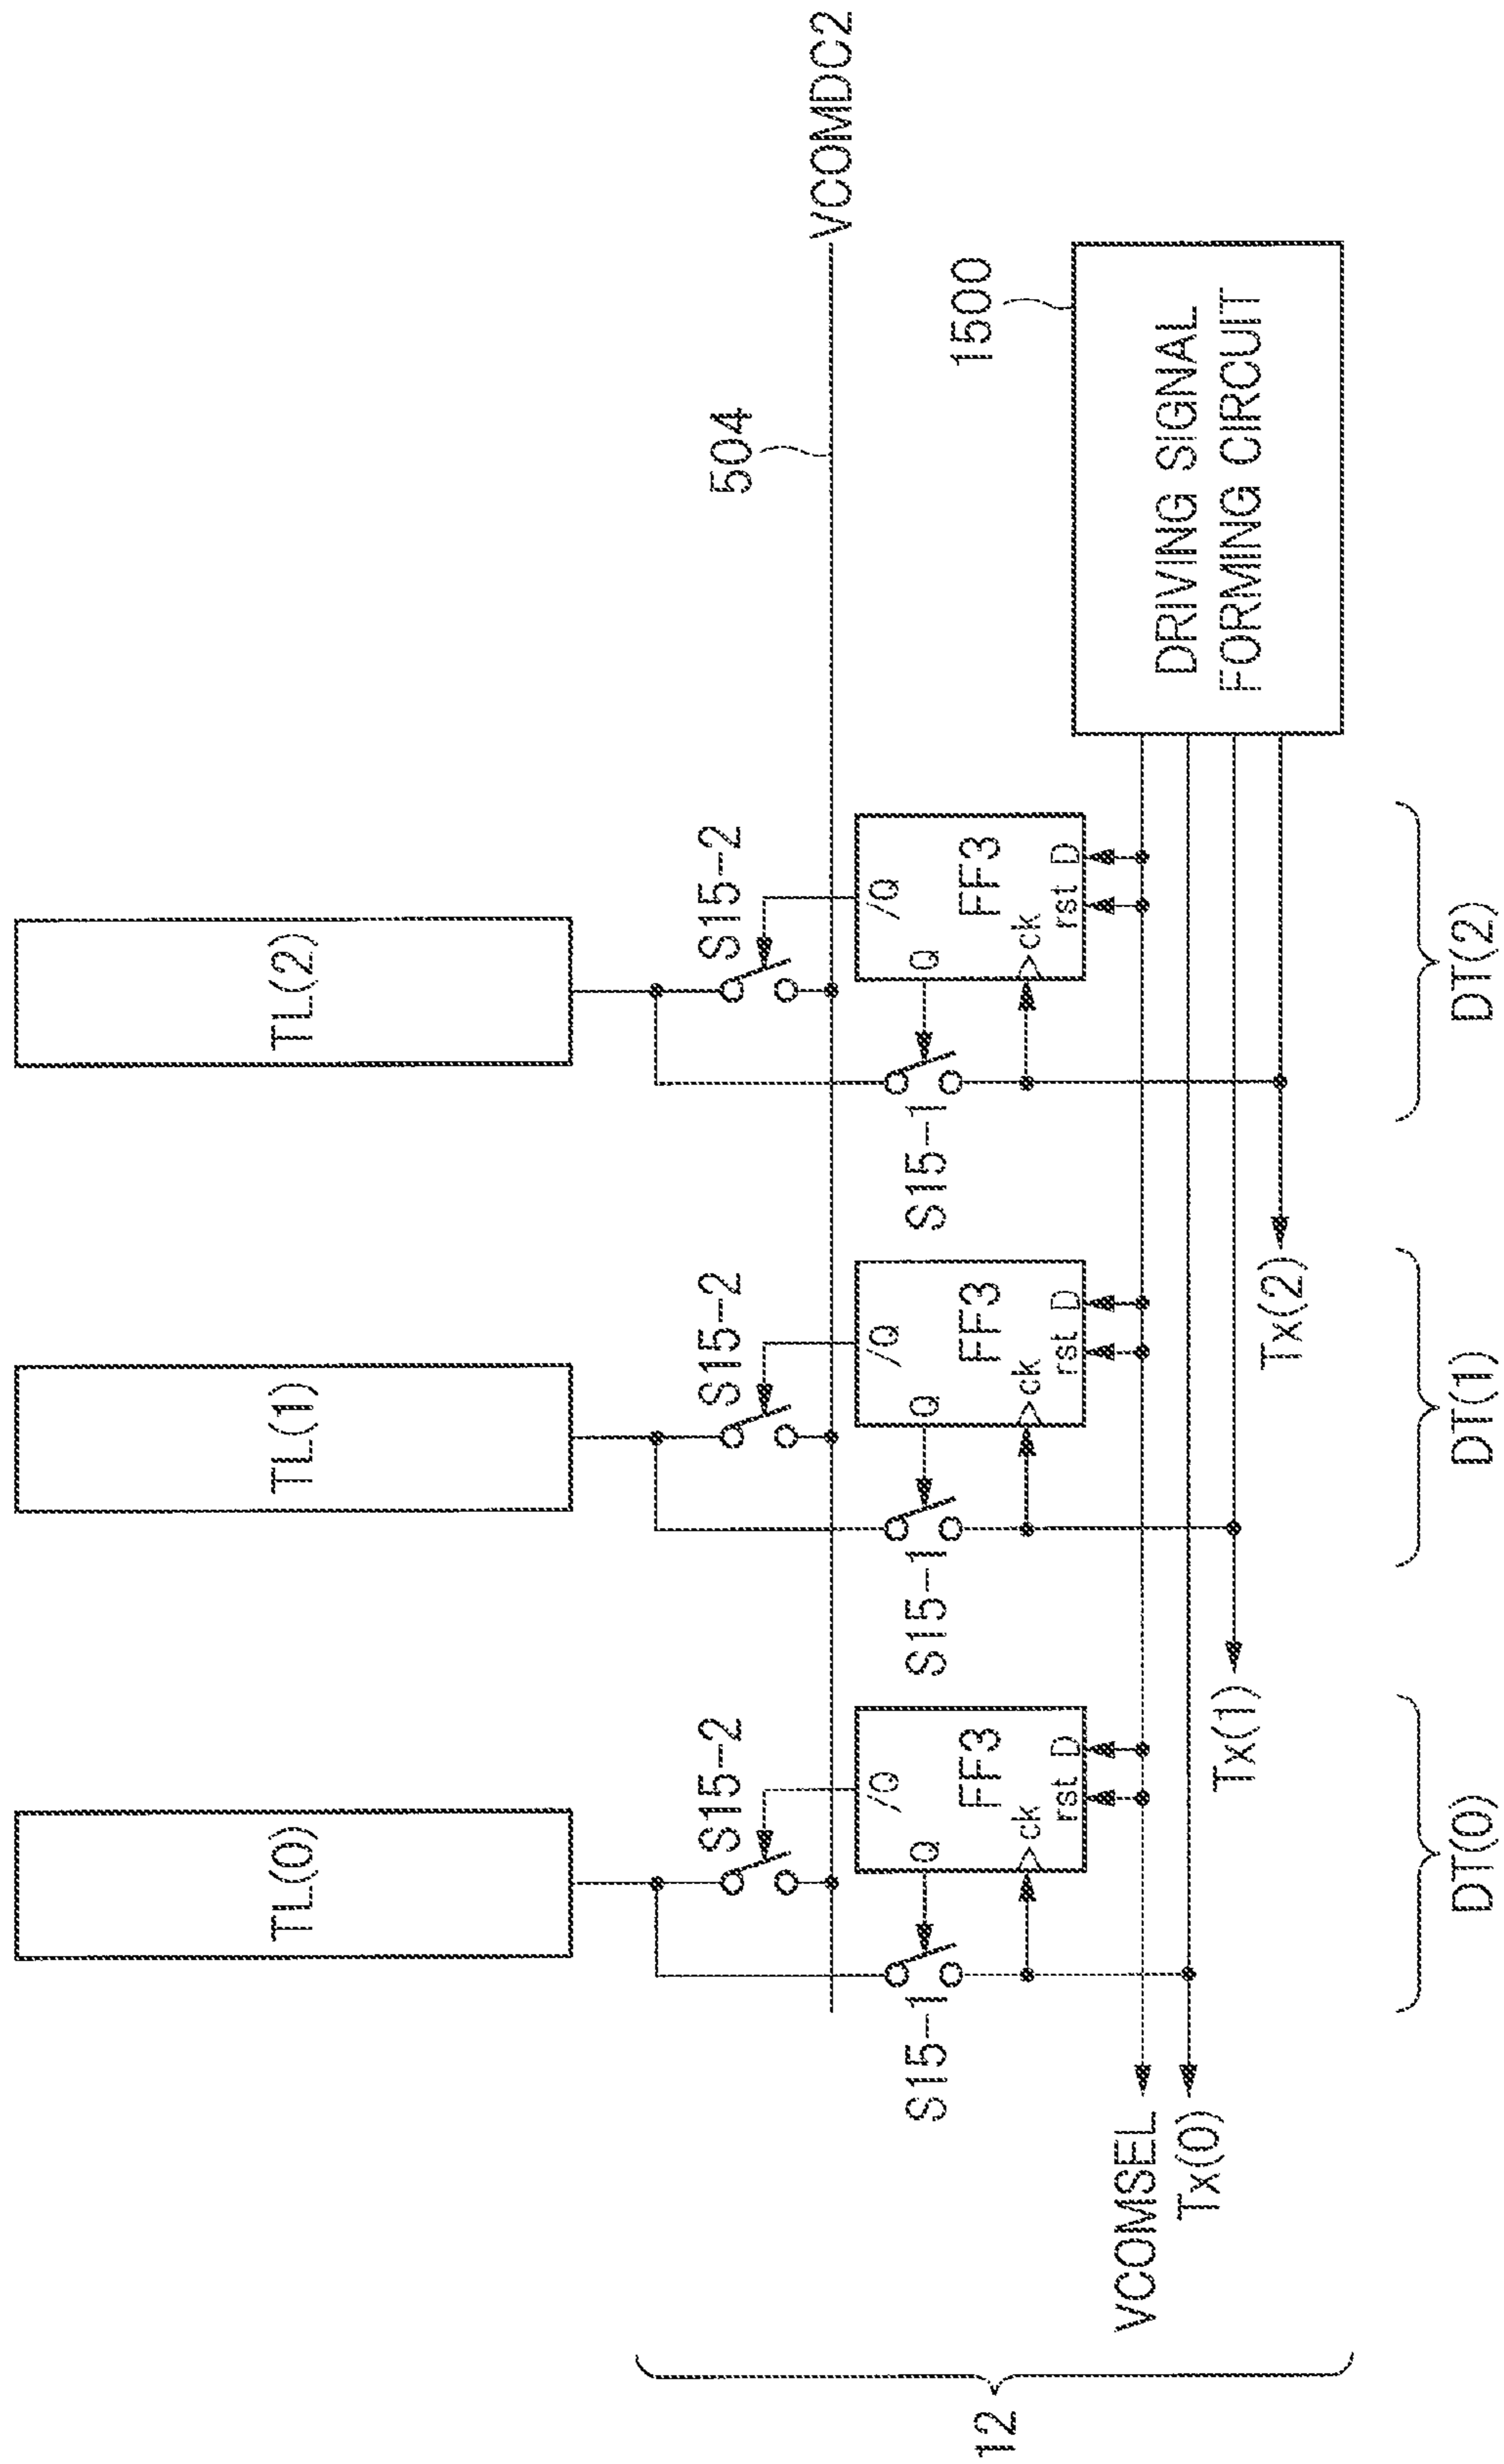 TL(0)
TL(1)
TL(2)
S15-2
S15-2
S15-2
504
VCOMDC2
/Q
/Q
/Q
Q
Q
Q
S15-1
S15-1
S15-1
FF3
FF3
FF3
1500
ck
ck
ck
rst D
rst D
rst D
12
VCOMSEL
Tx(0)
Tx(1)
Tx(2)
DRIVING SIGNAL
FORMING CIRCUIT
DT(0)
DT(1)
DT(2)